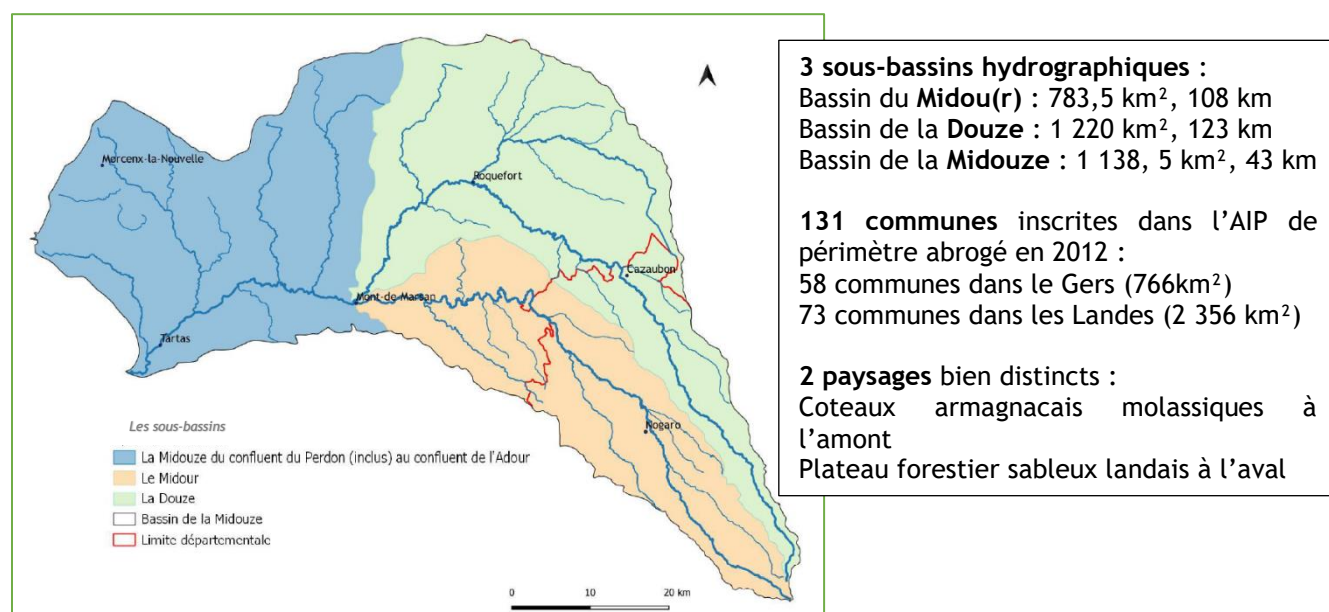 Morcenx-la-Nouvelle
Roquefort
Cazaubon
Mont-de-Marsan
Tartas
Nogaro
Les sous-bassins
La Midouze du confluent du Perdon (inclus) au confluent de l'Adour
Le Midour
La Douze
Bassin de la Midouze
Limite départementale
0 10 20 km
3 sous-bassins hydrographiques :
Bassin du Midou(r) : 783,5 km², 108 km
Bassin de la Douze : 1 220 km², 123 km
Bassin de la Midouze : 1 138, 5 km², 43 km
131 communes inscrites dans l’AIP de
périmètre abrogé en 2012 :
58 communes dans le Gers (766km²)
73 communes dans les Landes (2 356 km²)
2 paysages bien distincts :
Coteaux armagnacais molassiques à
l’amont
Plateau forestier sableux landais à l’aval